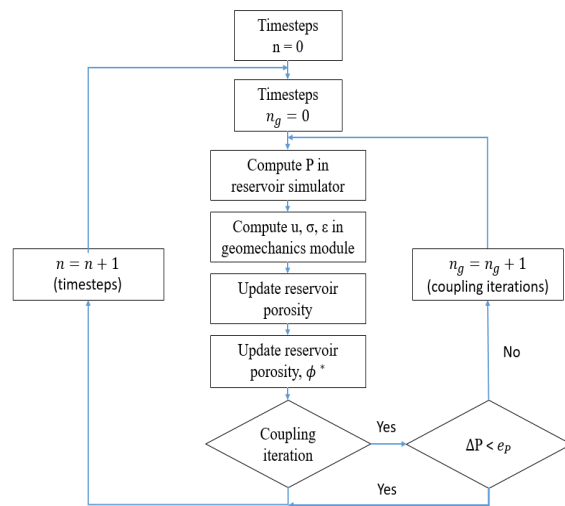 Timesteps
n = 0
Timesteps
n_g = 0
Compute P in
reservoir simulator
Compute u, σ, ε in
geomechanics module
n = n + 1
(timesteps)
n_g = n_g + 1
(coupling iterations)
Update reservoir
porosity
Update reservoir
porosity, ϕ *
No
Coupling
iteration
Yes
ΔP < e_P
Yes